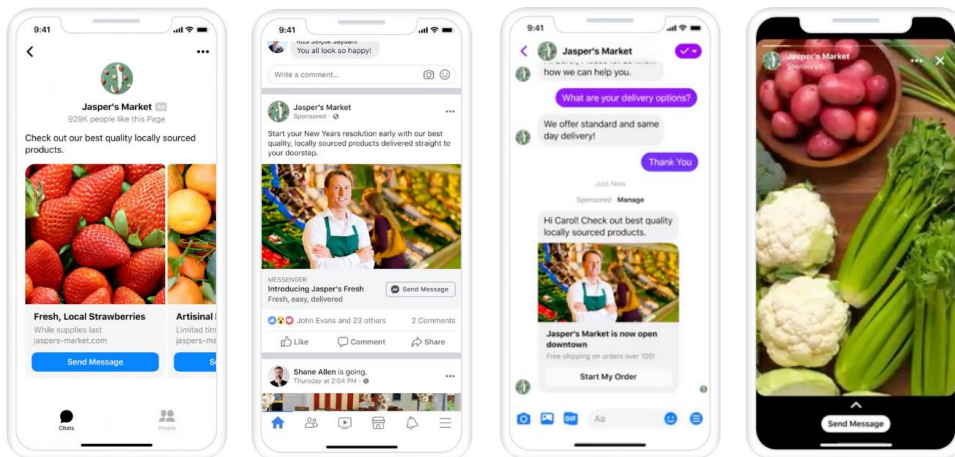 9:41
Jasper's Market Ad
929K people like this Page
Check out our best quality locally sourced
products.
Fresh, Local Strawberries
While supplies last
jaspers-market.com
Send Message
Artisinal
Limited tim
jaspers-ma
Chats
People
9:41
You all look so happy!
Write a comment...
GIF
Jasper's Market
Sponsored ·
Start your New Years resolution early with our best
quality, locally sourced products delivered straight to
your doorstep.
MESSENGER
Introducing Jasper's Fresh
Fresh, easy, delivered
Send Message
John Evans and 23 others
2 Comments
Like
Comment
Share
Shane Allen is going.
Thursday at 2:04 PM ·
9:41
Jasper's Market
how we can help you.
What are your delivery options?
We offer standard and same
day delivery!
Thank You
Just Now
Sponsored · Manage
Hi Carol! Check out best quality
locally sourced products.
Jasper's Market is now open
downtown
Free shipping on orders over 100!
Start My Order
GIF
Aa
Jasper's Market
Sponsored
Send Message